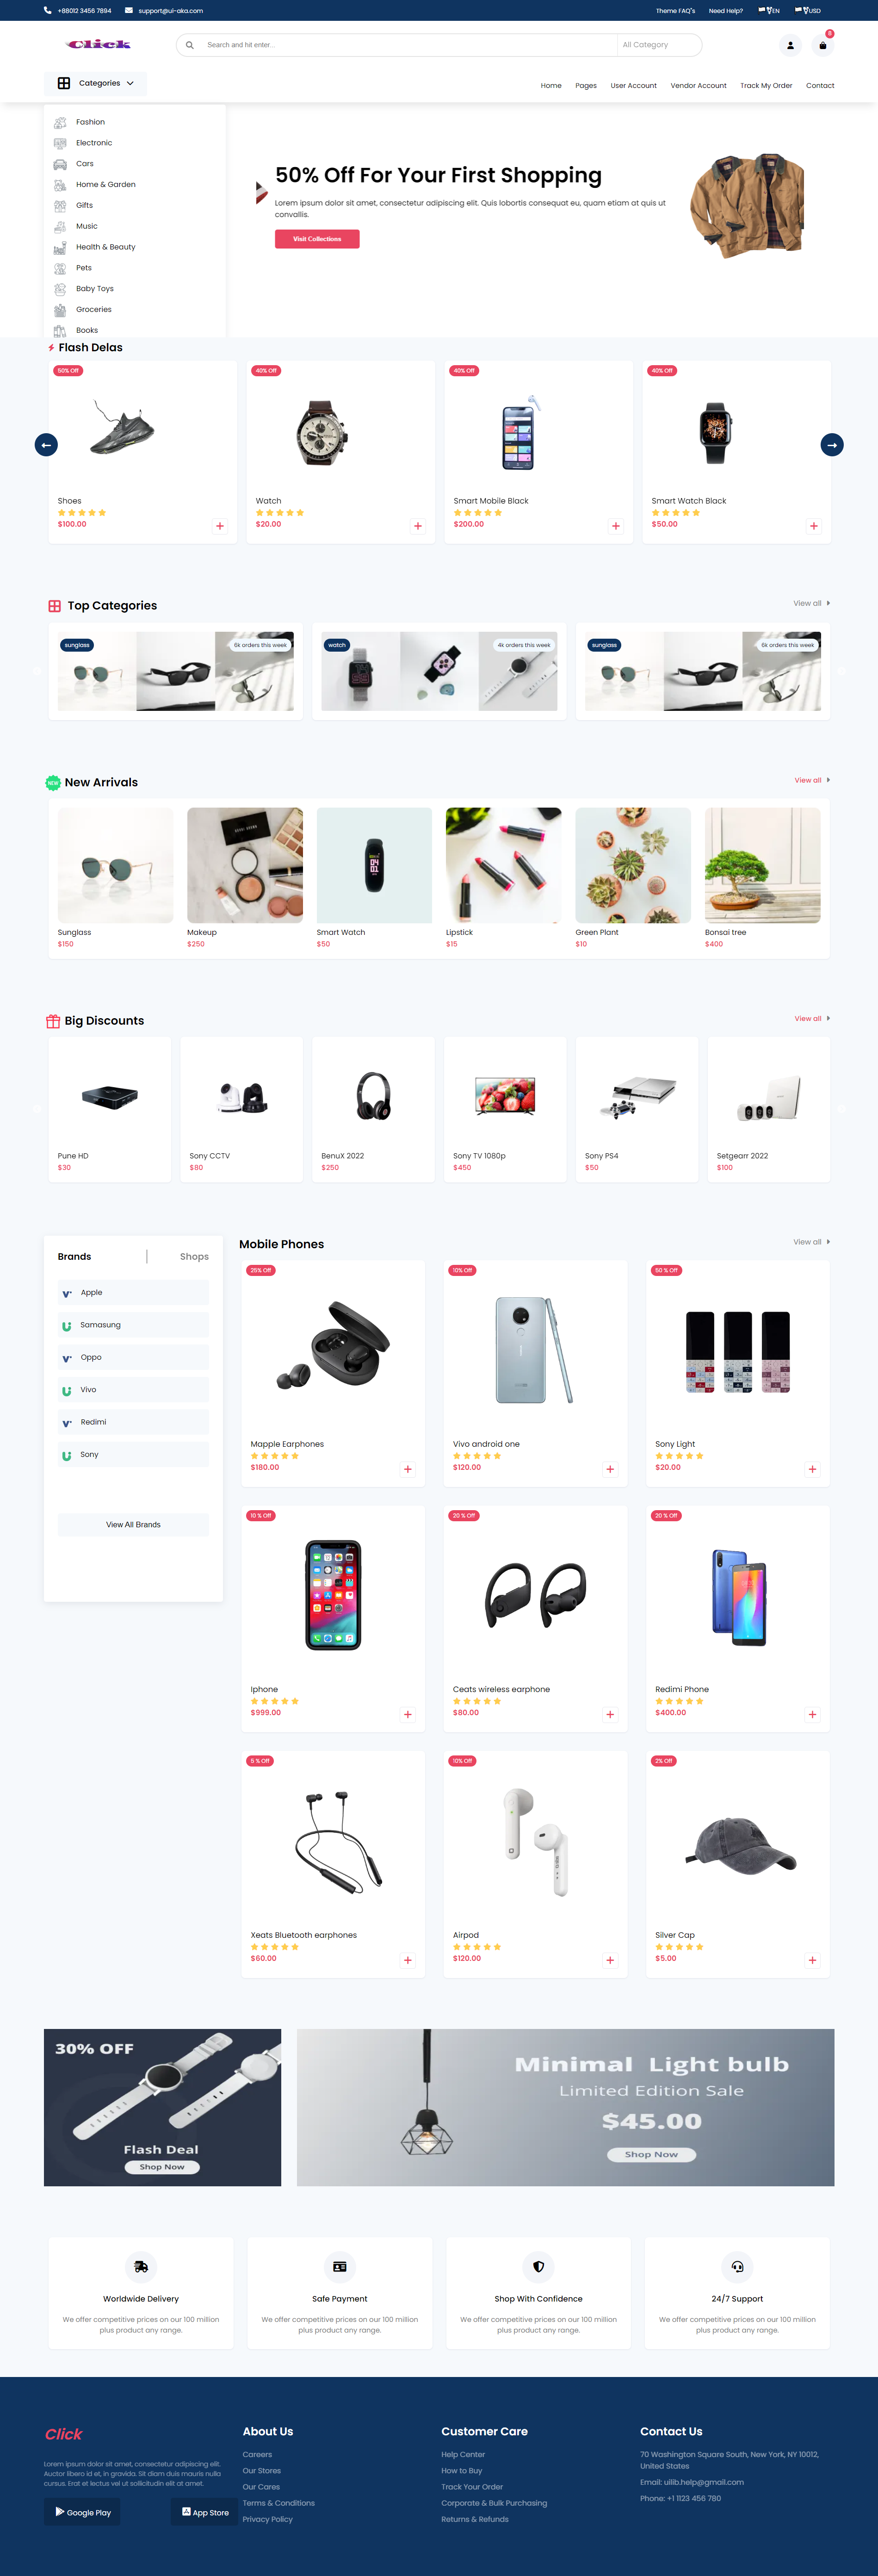 +88012 3456 7894
support@ui-aka.com
Theme FAQ"s
Need Help?
EN
USD
Click
Search and hit enter...
All Category
0
Categories
Home
Pages
User Account
Vendor Account
Track My Order
Contact
Fashion
Electronic
Cars
Home & Garden
Gifts
Music
Health & Beauty
Pets
Baby Toys
Groceries
Books
50% Off For Your First Shopping
Lorem ipsum dolor sit amet, consectetur adipiscing elit. Quis lobortis consequat eu, quam etiam at quis ut
convallis.
Visit Collections
Flash Delas
50% Off
40% Off
40% Off
40% Off
Shoes
$100.00
Watch
$20.00
Smart Mobile Black
$200.00
Smart Watch Black
$50.00
Top Categories
View all
sunglass
6k orders this week
watch
4k orders this week
sunglass
6k orders this week
New Arrivals
View all
Sunglass
$150
Makeup
$250
Smart Watch
$50
Lipstick
$15
Green Plant
$10
Bonsai tree
$400
Big Discounts
View all
Pune HD
$30
Sony CCTV
$80
BenuX 2022
$250
Sony TV 1080p
$450
Sony PS4
$50
Setgearr 2022
$100
Brands
Shops
Apple
Samasung
Oppo
Vivo
Redimi
Sony
View All Brands
Mobile Phones
View all
25% Off
10% Off
50 % Off
Mapple Earphones
$180.00
Vivo android one
$120.00
Sony Light
$20.00
10 % Off
20 % Off
20 % Off
Iphone
$999.00
Ceats wireless earphone
$80.00
Redimi Phone
$400.00
5 % Off
10% Off
2% Off
Xeats Bluetooth earphones
$60.00
Airpod
$120.00
Silver Cap
$5.00
30% OFF
Flash Deal
Shop Now
Minimal Light bulb
Limited Edition Sale
$45.00
Shop Now
Worldwide Delivery
We offer competitive prices on our 100 million
plus product any range.
Safe Payment
We offer competitive prices on our 100 million
plus product any range.
Shop With Confidence
We offer competitive prices on our 100 million
plus product any range.
24/7 Support
We offer competitive prices on our 100 million
plus product any range.
Click
Lorem ipsum dolor sit amet, consectetur adipiscing elit.
Auctor libero id et, in gravida. Sit diam duis mauris nulla
cursus. Erat et lectus vel ut sollicitudin elit at amet.
Google Play
App Store
About Us
Careers
Our Stores
Our Cares
Terms & Conditions
Privacy Policy
Customer Care
Help Center
How to Buy
Track Your Order
Corporate & Bulk Purchasing
Returns & Refunds
Contact Us
70 Washington Square South, New York, NY 10012,
United States
Email: uilib.help@gmail.com
Phone: +1 1123 456 780